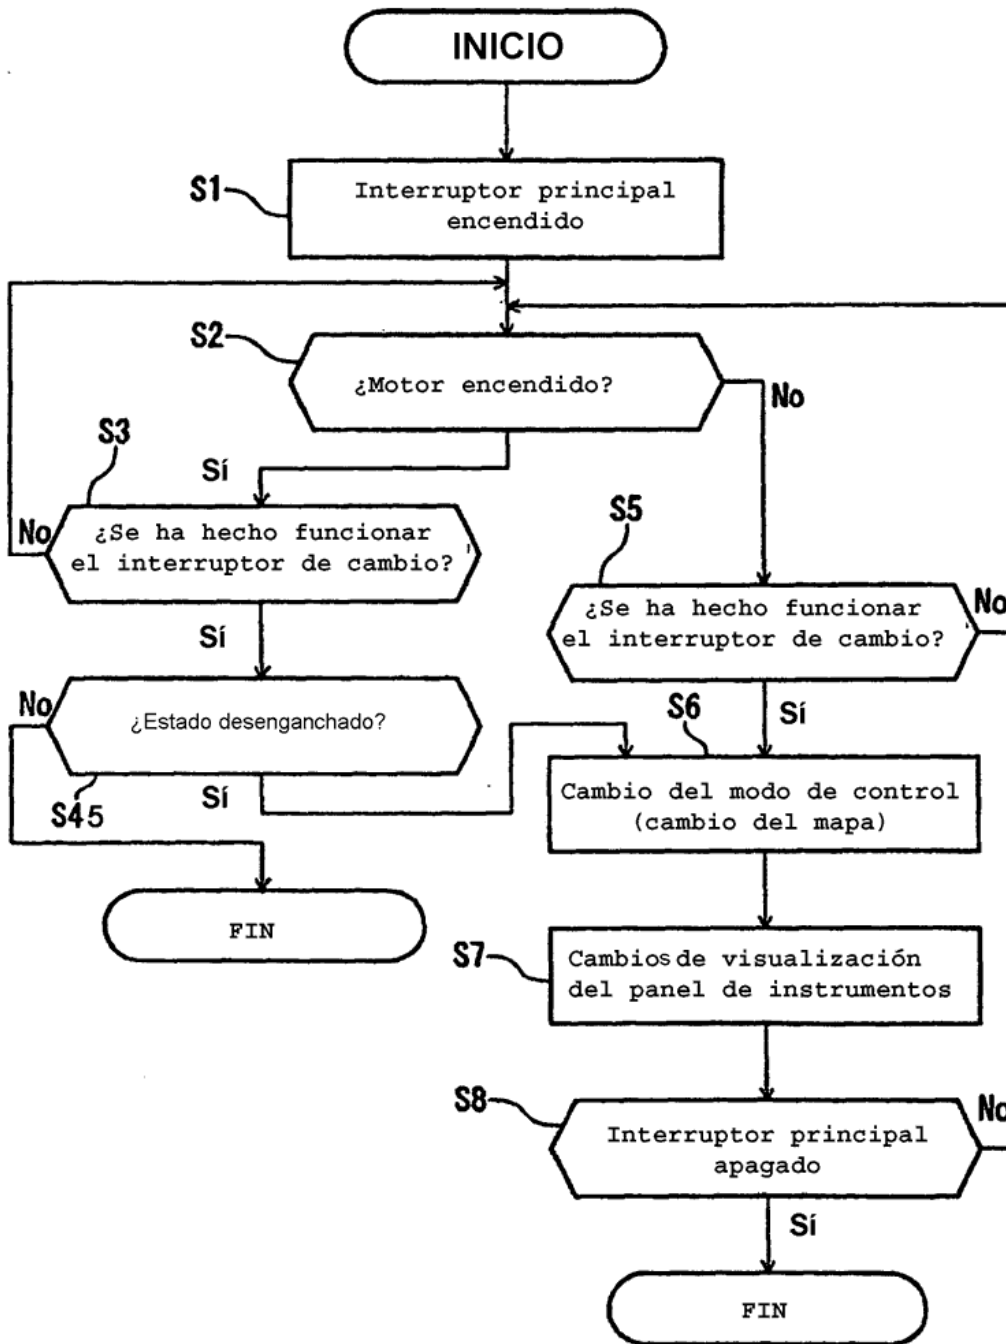 INICIO
S1
Interruptor principal
encendido
S2
¿Motor encendido?
No
S3
Sí
No
¿Se ha hecho funcionar
el interruptor de cambio?
S5
¿Se ha hecho funcionar
el interruptor de cambio?
No
Sí
No
¿Estado desenganchado?
S6
Sí
S45
Sí
Cambio del modo de control
(cambio del mapa)
FIN
S7
Cambios de visualización
del panel de instrumentos
S8
No
Interruptor principal
apagado
Sí
FIN